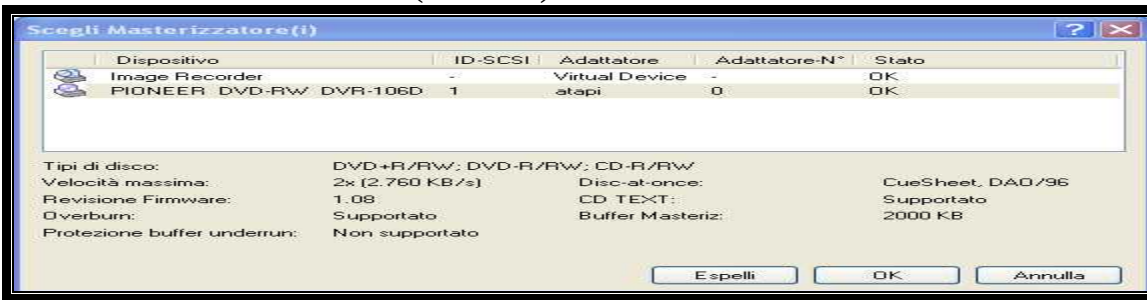 Scegli Masterizzatore(i)
Dispositivo ID-SCSI Adattatore Adattatore-N° Stato
Image Recorder - Virtual Device - OK
PIONEER DVD-RW DVR-106D 1 atapi 0 OK
Tipi di disco: DVD+R/RW; DVD-R/RW; CD-R/RW
Velocità massima: 2x (2.760 KB/s) Disc-at-once: CueSheet, DAO/96
Revisione Firmware: 1.08 CD TEXT: Supportato
Overburn: Supportato Buffer Masteriz: 2000 KB
Protezione buffer underrun: Non supportato
Espelli OK Annulla